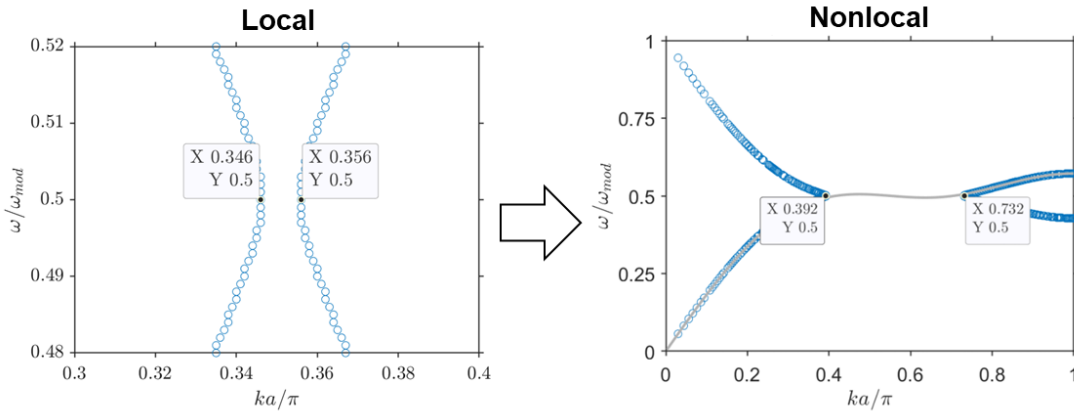 Local
0.52
0.51
0.5
0.49
0.48
ω/ω_mod
X 0.346
Y 0.5
X 0.356
Y 0.5
0.3
0.32
0.34
0.36
0.38
0.4
ka/π
Nonlocal
1
0.75
0.5
0.25
0
ω/ω_mod
X 0.392
Y 0.5
X 0.732
Y 0.5
0
0.2
0.4
0.6
0.8
1
ka/π